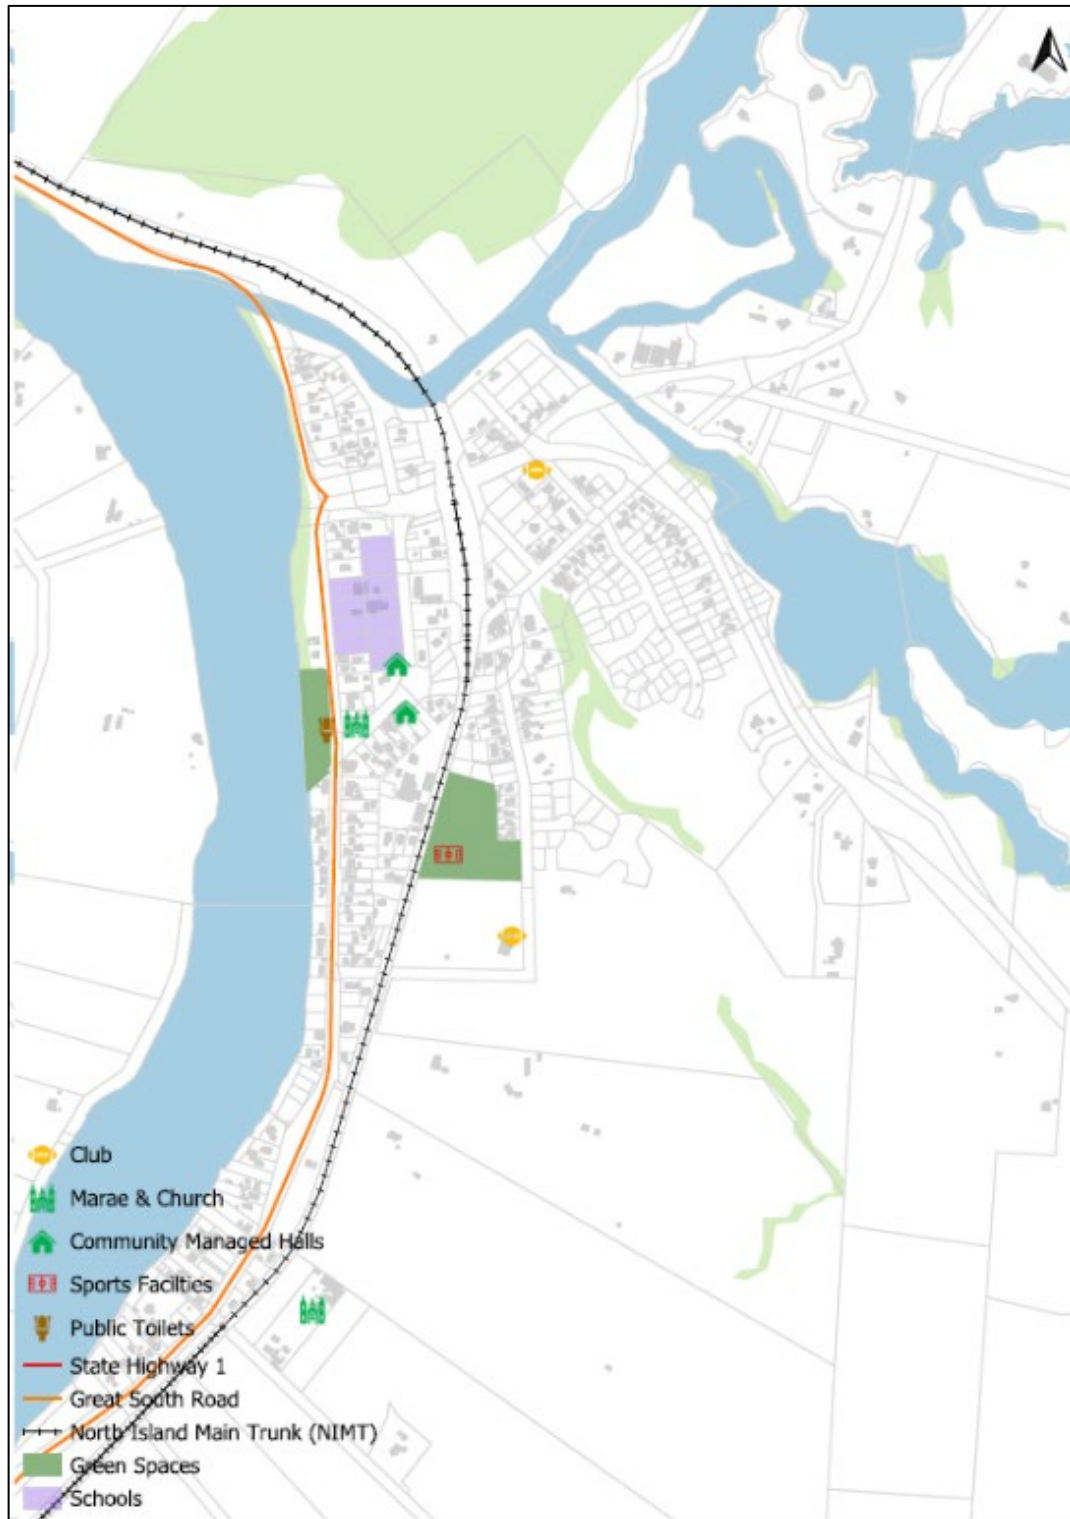 Club
Marae & Church
Community Managed Halls
Sports Facilties
Public Toilets
State Highway 1
Great South Road
North Island Main Trunk (NIMT)
Green Spaces
Schools